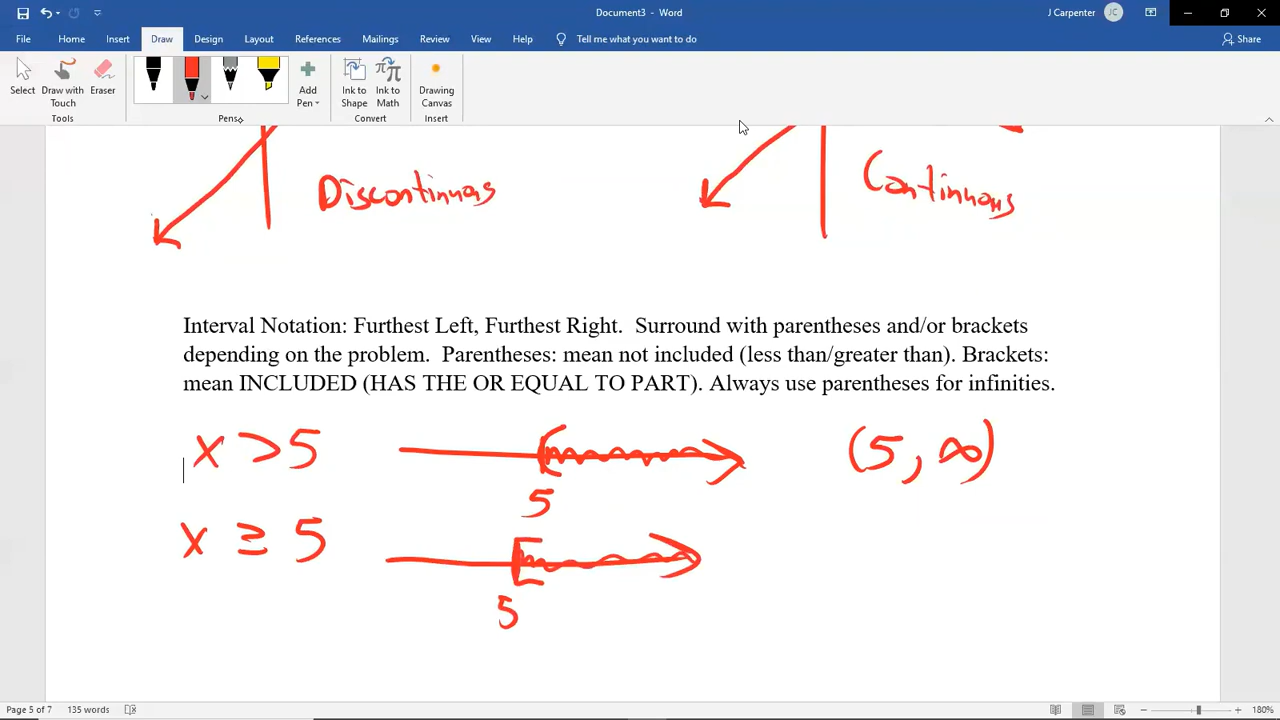 Document3 - Word
J Carpenter JC
File Home Insert Draw Design Layout References Mailings Review View Help Tell me what you want to do Share
Select Draw with Touch Eraser Add Pen Ink to Shape Ink to Math Drawing Canvas
Tools Pens Convert Insert
Discontinuous Continuous
Interval Notation: Furthest Left, Furthest Right. Surround with parentheses and/or brackets
depending on the problem. Parentheses: mean not included (less than/greater than). Brackets:
mean INCLUDED (HAS THE OR EQUAL TO PART). Always use parentheses for infinities.
x > 5 ( (5, ∞)
5
x ≥ 5 [
5
Page 5 of 7 135 words 180%